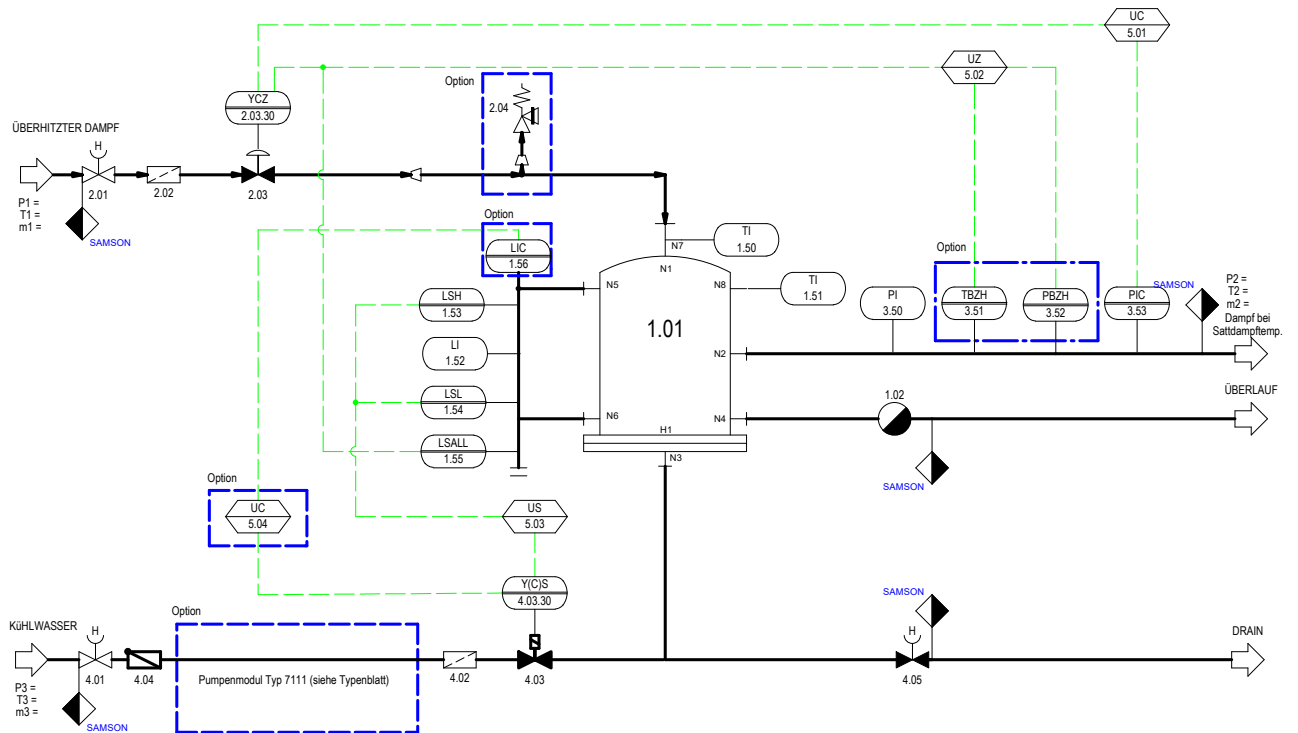 UC
5.01
UZ
5.02
Option
YCZ
2.03.30
2.04
ÜBERHITZTER DAMPF
H
2.01
2.02
2.03
P1 =
T1 =
m1 =
SAMSON
Option
LIC
1.56
N7
TI
1.50
N1
N5
N8
TI
1.51
LSH
1.53
LI
1.52
LSL
1.54
LSALL
1.55
1.01
N2
N6
N4
H1
N3
PI
3.50
Option
TBZH
3.51
PBZH
3.52
PIC
3.53
SAMSON
P2 =
T2 =
m2 =
Dampf bei
Sattdampftemp.
1.02
ÜBERLAUF
SAMSON
Option
UC
5.04
US
5.03
Y(C)S
4.03.30
SAMSON
KüHLWASSER
H
4.01
4.04
P3 =
T3 =
m3 =
SAMSON
Option
Pumpenmodul Typ 7111 (siehe Typenblatt)
4.02
4.03
H
4.05
DRAIN